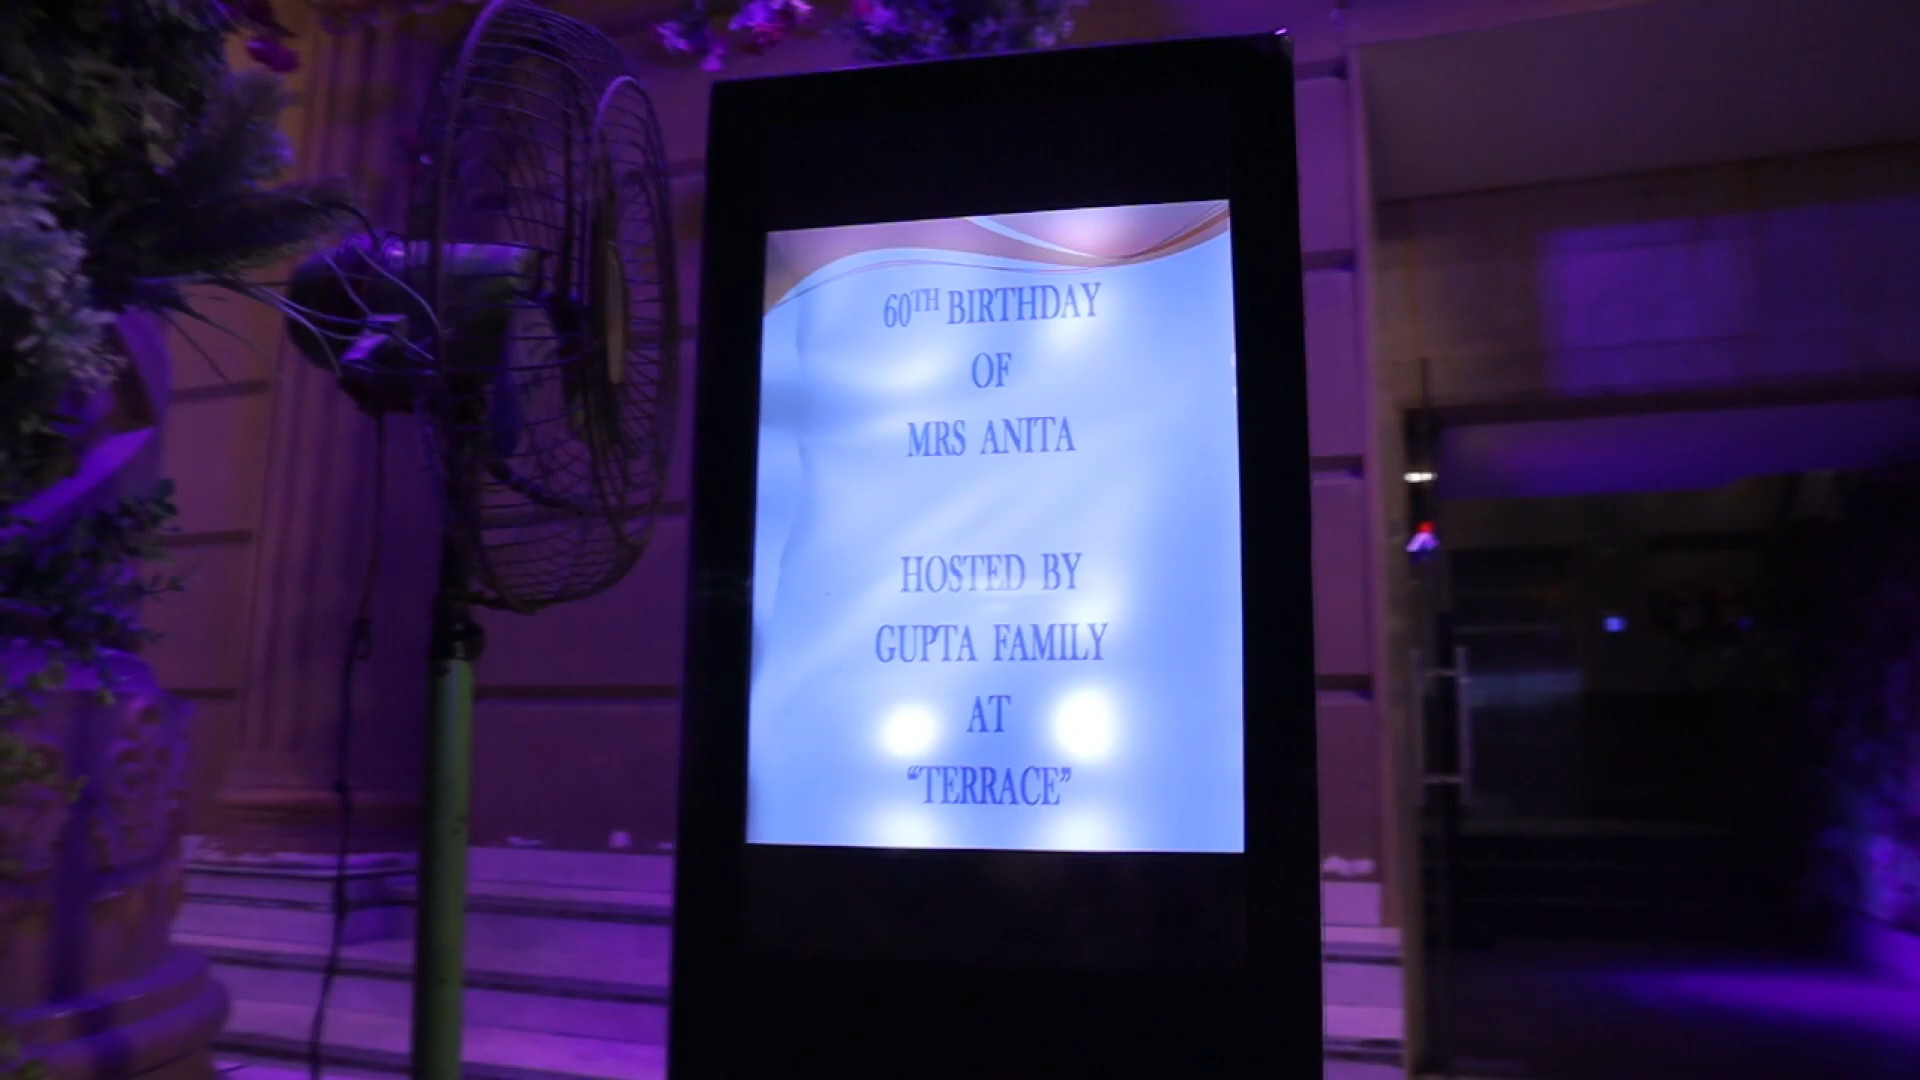 60TH BIRTHDAY
OF
MRS ANITA
HOSTED BY
GUPTA FAMILY
AT
“TERRACE”